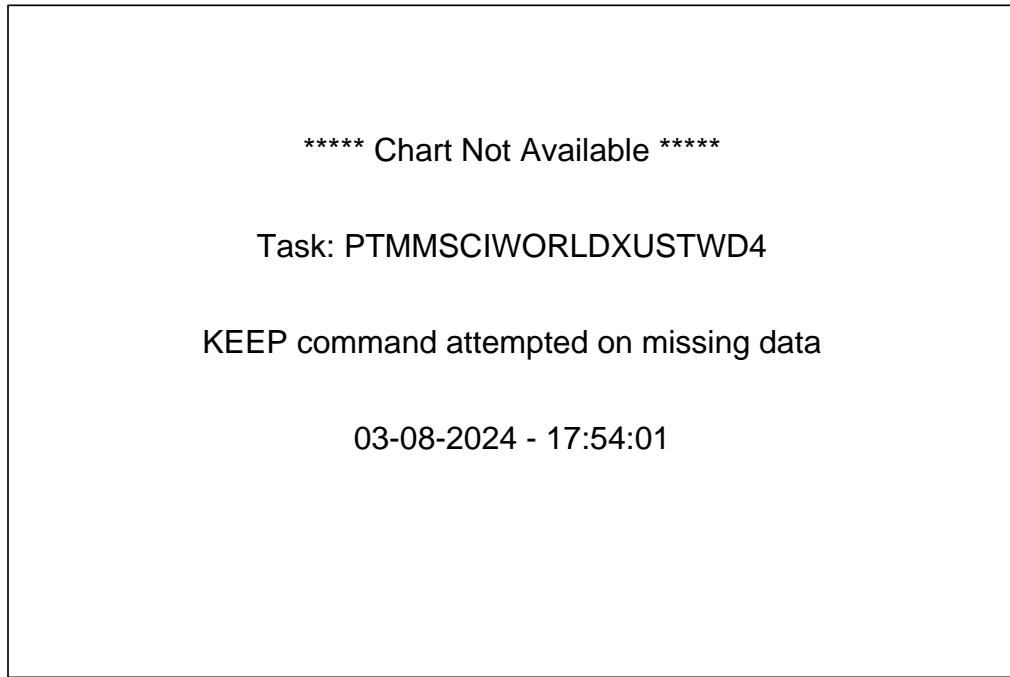 ***** Chart Not Available *****
Task: PTMMSCIWORLDXUSTWD4
KEEP command attempted on missing data
03-08-2024 - 17:54:01